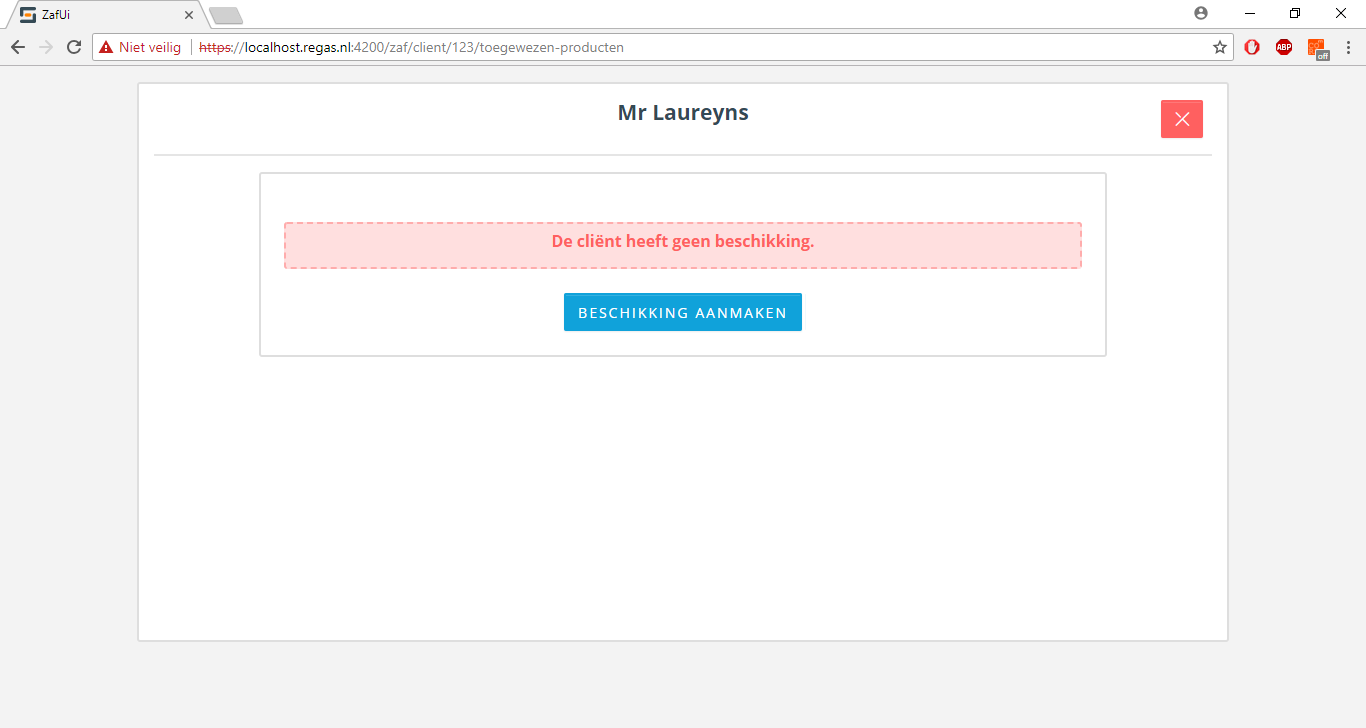 ZafUi
Niet veilig https://localhost.regas.nl:4200/zaf/client/123/toegewezen-producten
ABP
off
Mr Laureyns
De cliënt heeft geen beschikking.
BESCHIKKING AANMAKEN